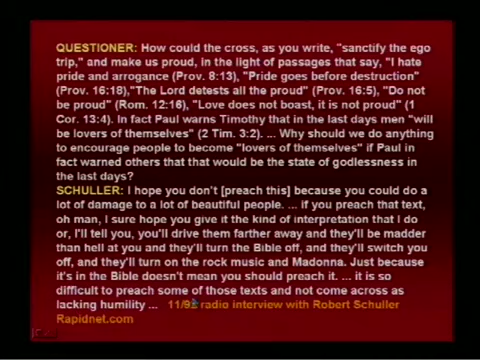 QUESTIONER: How could the cross, as you write, "sanctify the ego
trip," and make us proud, in the light of passages that say, "I hate
pride and arrogance (Prov. 8:13), "Pride goes before destruction"
(Prov. 16:18),"The Lord detests all the proud" (Prov. 16:5), "Do not
be proud" (Rom. 12:16), "Love does not boast, it is not proud" (1
Cor. 13:4). In fact Paul warns Timothy that in the last days men "will
be lovers of themselves" (2 Tim. 3:2). ... Why should we do anything
to encourage people to become "lovers of themselves" if Paul in
fact warned others that that would be the state of godlessness in
the last days?
SCHULLER: I hope you don't [preach this] because you could do a
lot of damage to a lot of beautiful people. ... if you preach that text,
oh man, I sure hope you give it the kind of interpretation that I do
or, I'll tell you, you'll drive them farther away and they'll be madder
than hell at you and they'll turn the Bible off, and they'll switch you
off, and they'll turn on the rock music and Madonna. Just because
it's in the Bible doesn't mean you should preach it. ... it is so
difficult to preach some of those texts and not come across as
lacking humility ... radio interview with Robert Schuller
Rapidnet.com